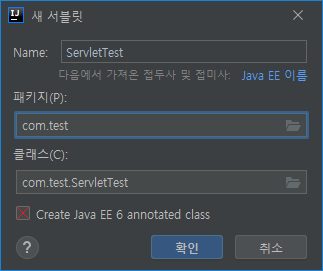 IJ
새 서블릿
Name: ServletTest
다음에서 가져온 접두사 및 접미사: Java EE 이름
패키지(P):
com.test
클래스(C):
com.test.ServletTest
Create Java EE 6 annotated class
? 확인 취소